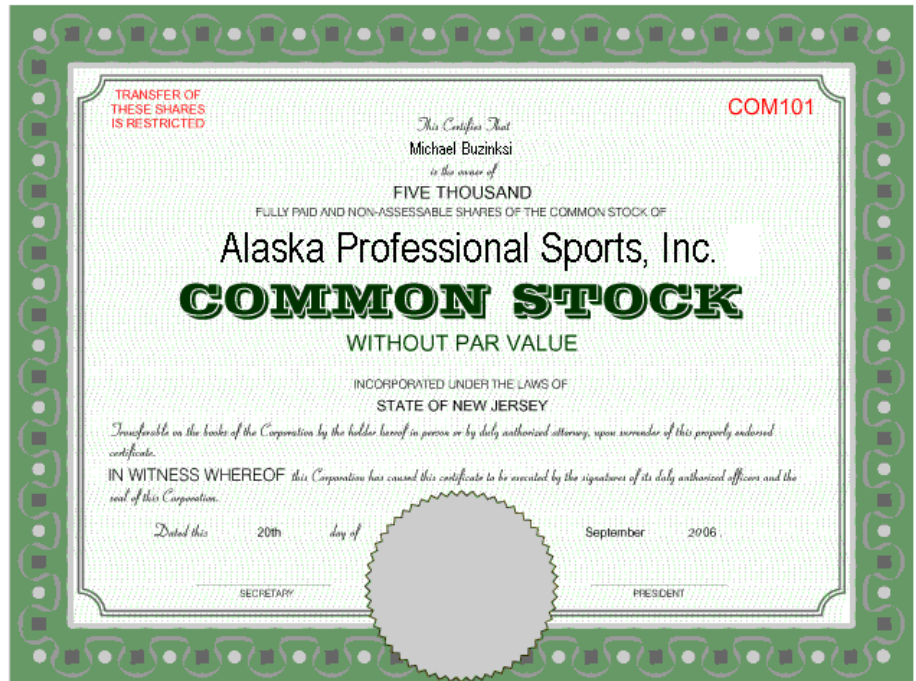 TRANSFER OF
THESE SHARES
IS RESTRICTED
COM101
This Certifies That
Michael Buzinksi
is the owner of
FIVE THOUSAND
FULLY PAID AND NON-ASSESSABLE SHARES OF THE COMMON STOCK OF
Alaska Professional Sports, Inc.
COMMON STOCK
WITHOUT PAR VALUE
INCORPORATED UNDER THE LAWS OF
STATE OF NEW JERSEY
Transferable on the books of the Corporation by the holder hereof in person or by duly authorized attorney, upon surrender of this properly endorsed
certificate.
IN WITNESS WHEREOF this Corporation has caused this certificate to be executed by the signatures of its duly authorized officers and the
seal of this Corporation.
Dated this 20th day of September 2006.
SECRETARY PRESIDENT